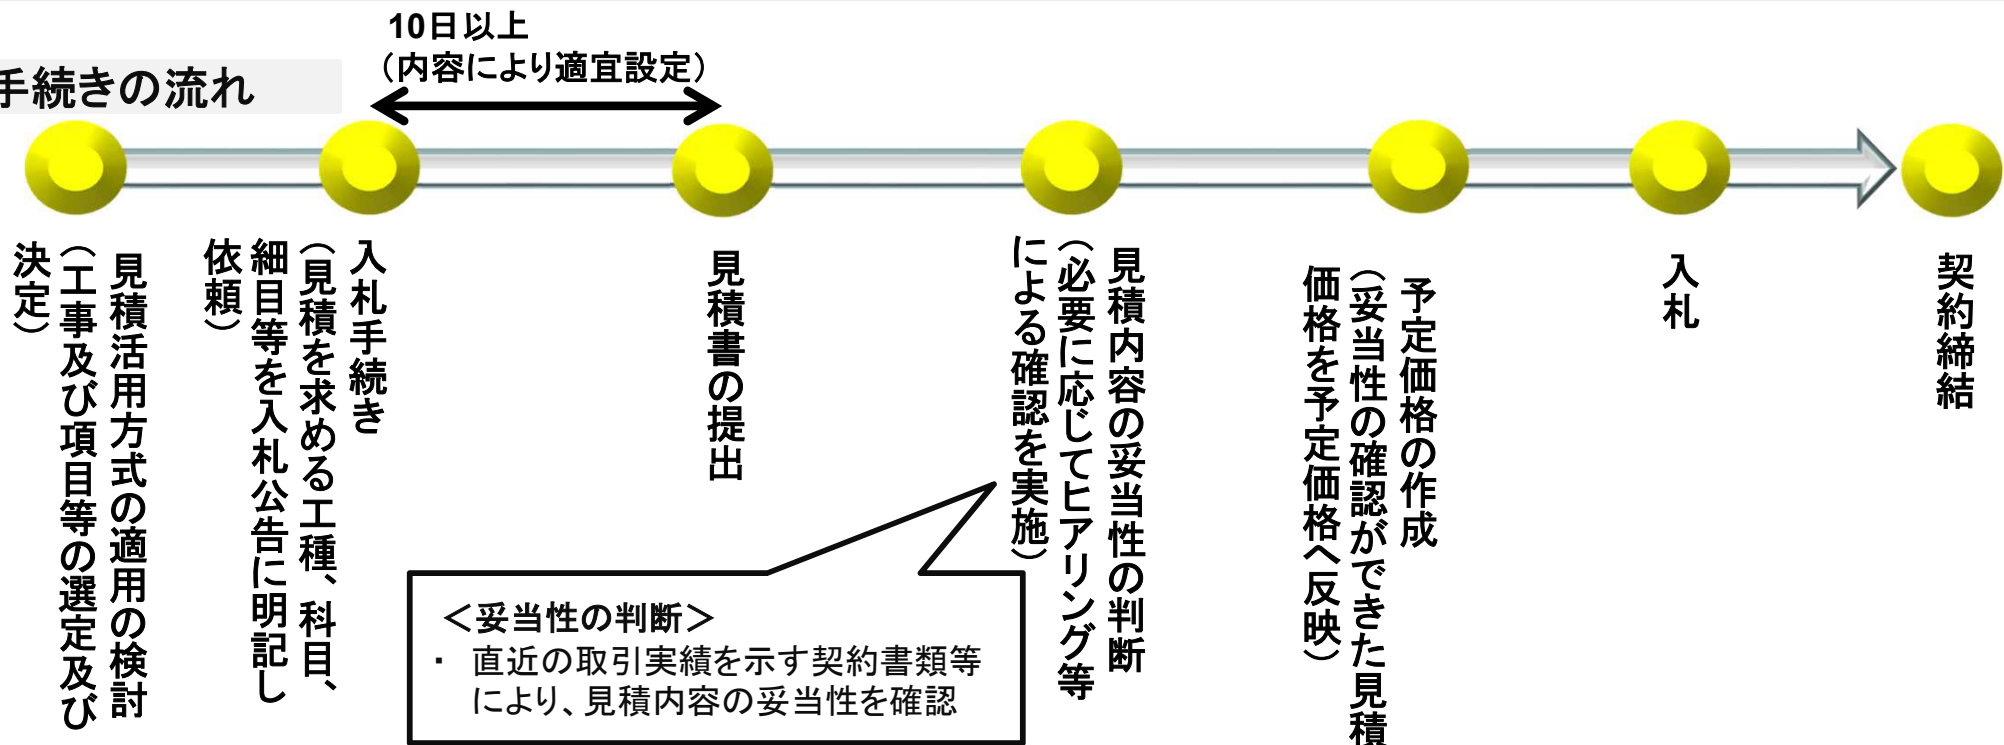 10日以上
（内容により適宜設定）
手続きの流れ
見積活用方式の適用の検討
（工事及び項目等の選定及び
決定）
入札手続き
（見積を求める工種、科目、
細目等を入札公告に明記し
依頼）
見積書の提出
見積内容の妥当性の判断
（必要に応じてヒアリング等
による確認を実施）
予定価格の作成
（妥当性の確認ができた見積
価格を予定価格へ反映）
入札
契約締結
＜妥当性の判断＞
・ 直近の取引実績を示す契約書類等
により、見積内容の妥当性を確認